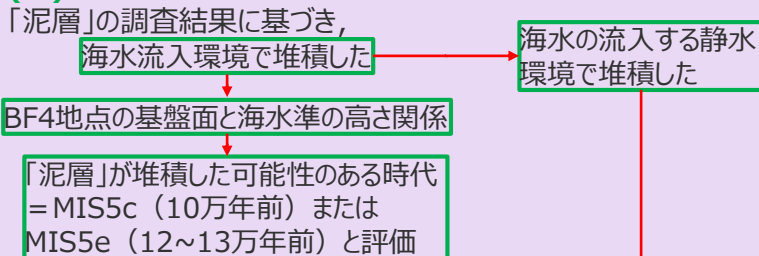 「泥層」の調査結果に基づき,
海水流入環境で堆積した
海水の流入する静水
環境で堆積した
BF4地点の基盤面と海水準の高さ関係
「泥層」が堆積した可能性のある時代
=MIS5c（10万年前）または
MIS5e（12~13万年前）と評価